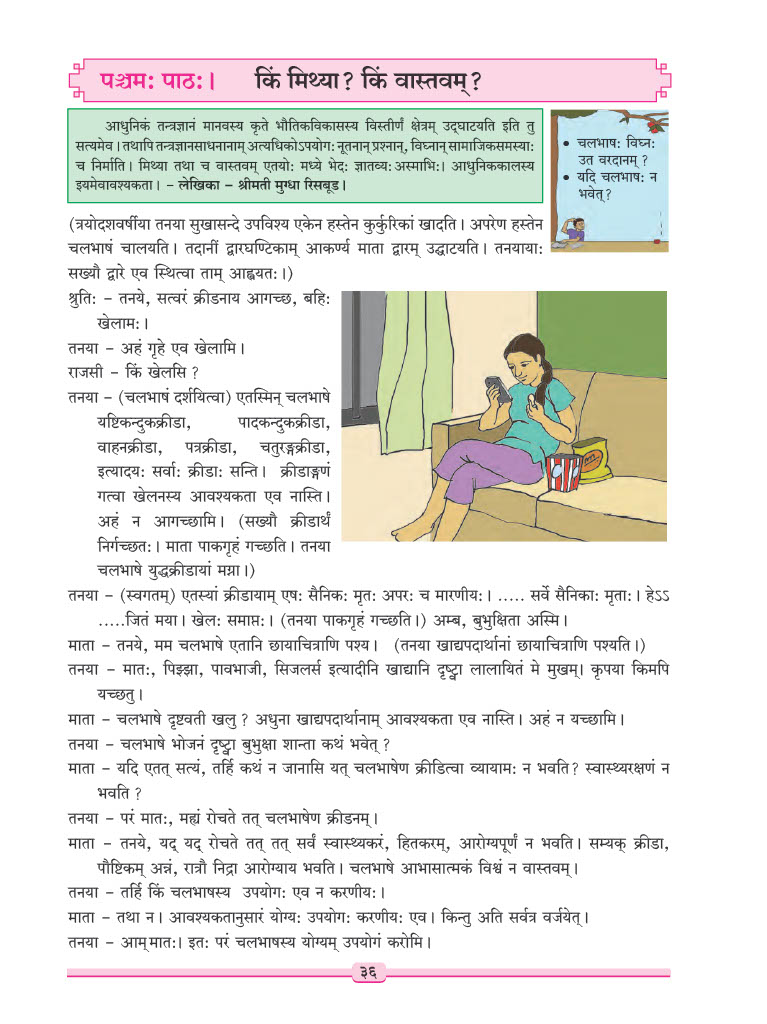 पञ्चमः पाठः। किं मिथ्या? किं वास्तवम्?
आधुनिकं तन्त्रज्ञानं मानवस्य कृते भौतिकविकासस्य विस्तीर्णं क्षेत्रम् उद्घाटयति इति तु
सत्यमेव। तथापि तन्त्रज्ञानसाधनानाम् अत्यधिकोऽपयोगः नूतनान् प्रश्नान्, विघ्नान् सामाजिकसमस्याः
च निर्माति। मिथ्या तथा च वास्तवम् एतयोः मध्ये भेदः ज्ञातव्यः अस्माभिः। आधुनिककालस्य
इयमेवावश्यकता। – लेखिका – श्रीमती मुग्धा रिसबूड।
• चलभाषः विघ्नः
उत वरदानम् ?
• यदि चलभाषः न
भवेत्?
(त्रयोदशवर्षीया तनया सुखासन्दे उपविश्य एकेन हस्तेन कुर्कुरिकां खादति। अपरेण हस्तेन
चलभाषं चालयति। तदानीं द्वारघण्टिकाम् आकर्ण्य माता द्वारम् उद्घाटयति। तनयायाः
सख्यौ द्वारे एव स्थित्वा ताम् आह्वयतः।)
श्रुतिः – तनये, सत्वरं क्रीडनाय आगच्छ, बहिः
खेलामः।
तनया – अहं गृहे एव खेलामि।
राजसी – किं खेलसि ?
तनया – (चलभाषं दर्शयित्वा) एतस्मिन् चलभाषे
यष्टिकन्दुकक्रीडा, पादकन्दुकक्रीडा,
वाहनक्रीडा, पत्रक्रीडा, चतुरङ्गक्रीडा,
इत्यादयः सर्वाः क्रीडाः सन्ति। क्रीडाङ्गणं
गत्वा खेलनस्य आवश्यकता एव नास्ति।
अहं न आगच्छामि। (सख्यौ क्रीडार्थं
निर्गच्छतः। माता पाकगृहं गच्छति। तनया
चलभाषे युद्धक्रीडायां मग्ना।)
तनया – (स्वगतम्) एतस्यां क्रीडायाम् एषः सैनिकः मृतः अपरः च मारणीयः। ..... सर्वे सैनिकाः मृताः। हेऽऽ
.....जितं मया। खेलः समाप्तः। (तनया पाकगृहं गच्छति।) अम्ब, बुभुक्षिता अस्मि।
माता – तनये, मम चलभाषे एतानि छायाचित्राणि पश्य। (तनया खाद्यपदार्थानां छायाचित्राणि पश्यति।)
तनया – मातः, पिझ्झा, पावभाजी, सिजलर्स इत्यादीनि खाद्यानि दृष्ट्वा लालायितं मे मुखम्। कृपया किमपि
यच्छतु।
माता – चलभाषे दृष्टवती खलु ? अधुना खाद्यपदार्थानाम् आवश्यकता एव नास्ति। अहं न यच्छामि।
तनया – चलभाषे भोजनं दृष्ट्वा बुभुक्षा शान्ता कथं भवेत् ?
माता – यदि एतत् सत्यं, तर्हि कथं न जानासि यत् चलभाषेण क्रीडित्वा व्यायामः न भवति ? स्वास्थ्यरक्षणं न
भवति ?
तनया – परं मातः, मह्यं रोचते तत् चलभाषेण क्रीडनम्।
माता – तनये, यद् यद् रोचते तत् तत् सर्वं स्वास्थ्यकरं, हितकरम्, आरोग्यपूर्णं न भवति। सम्यक् क्रीडा,
पौष्टिकम् अन्नं, रात्रौ निद्रा आरोग्याय भवति। चलभाषे आभासात्मकं विश्वं न वास्तवम्।
तनया – तर्हि किं चलभाषस्य उपयोगः एव न करणीयः।
माता – तथा न। आवश्यकतानुसारं योग्यः उपयोगः करणीयः एव। किन्तु अति सर्वत्र वर्जयेत्।
तनया – आम् मातः। इतः परं चलभाषस्य योग्यम् उपयोगं करोमि।
३६